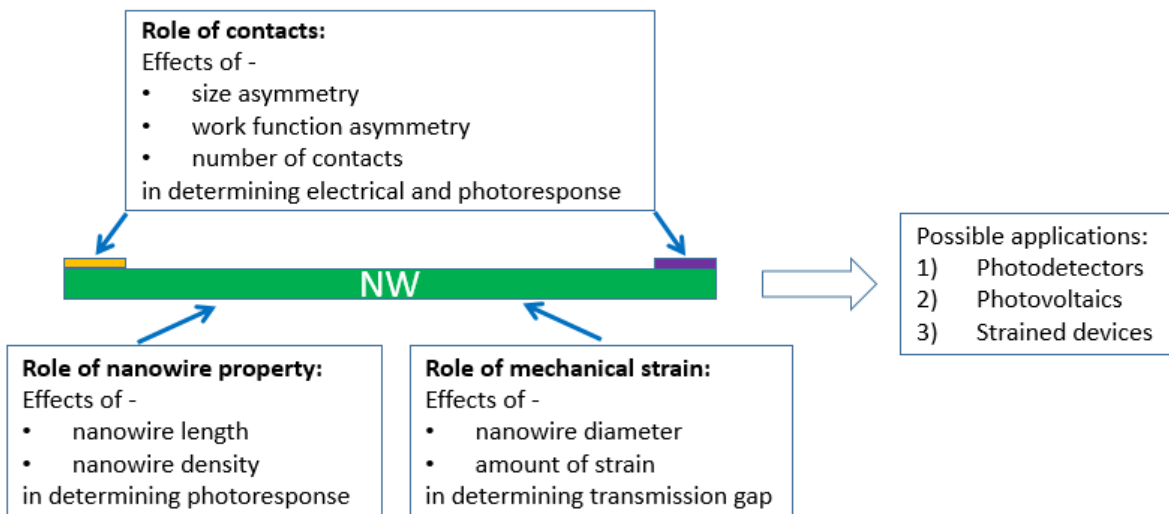 Role of contacts:
Effects of -
• size asymmetry
• work function asymmetry
• number of contacts
in determining electrical and photoresponse
NW
Possible applications:
1) Photodetectors
2) Photovoltaics
3) Strained devices
Role of nanowire property:
Effects of -
• nanowire length
• nanowire density
in determining photoresponse
Role of mechanical strain:
Effects of -
• nanowire diameter
• amount of strain
in determining transmission gap